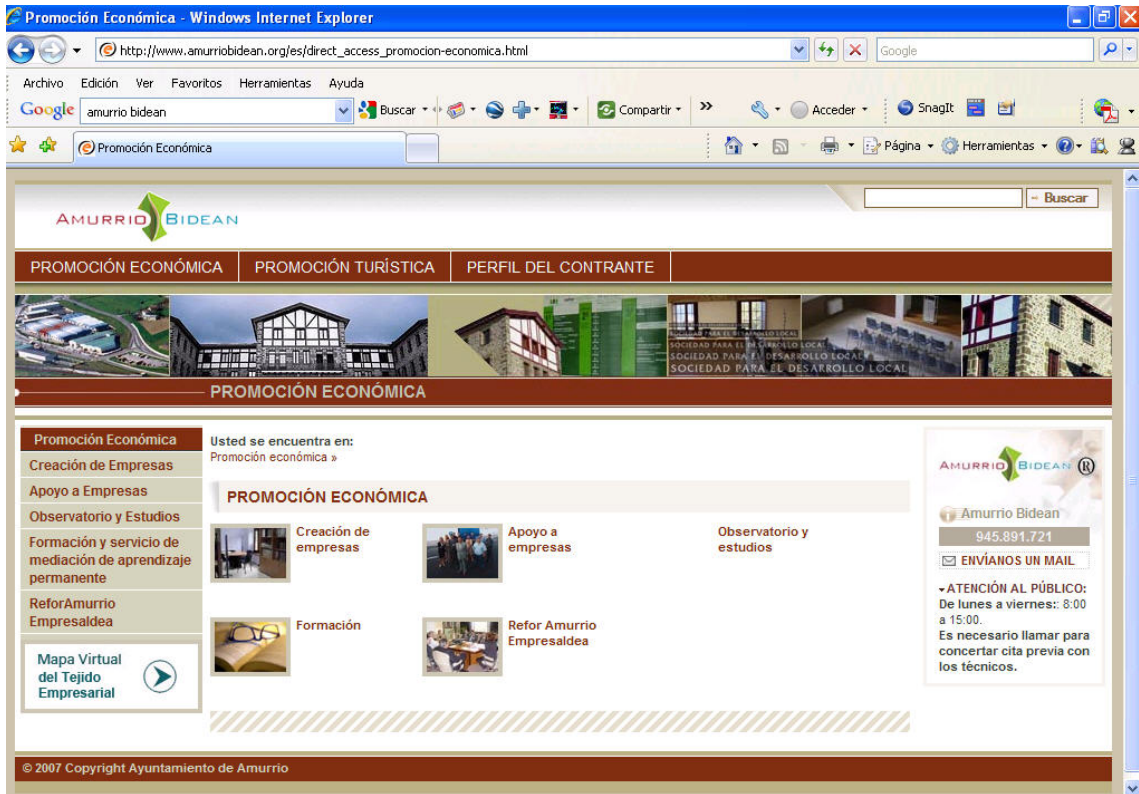 Promoción Económica - Windows Internet Explorer
http://www.amurriobidean.org/es/direct_access_promocion-economica.html
Google
Archivo Edición Ver Favoritos Herramientas Ayuda
Google amurrio bidean Buscar Compartir » Acceder SnagIt
Promoción Económica Página Herramientas
AMURRIO BIDEAN
Buscar
PROMOCIÓN ECONÓMICA PROMOCIÓN TURÍSTICA PERFIL DEL CONTRANTE
SOCIEDAD PARA EL DESARROLLO LOCAL
SOCIEDAD PARA EL DESARROLLO LOCAL
SOCIEDAD PARA EL DESARROLLO LOCAL
SOCIEDAD PARA EL DESARROLLO LOCAL
PROMOCIÓN ECONÓMICA
Promoción Económica
Creación de Empresas
Apoyo a Empresas
Observatorio y Estudios
Formación y servicio de
mediación de aprendizaje
permanente
ReforAmurrio
Empresaldea
Mapa Virtual
del Tejido
Empresarial
Usted se encuentra en:
Promoción económica »
PROMOCIÓN ECONÓMICA
Creación de
empresas
Apoyo a
empresas
Observatorio y
estudios
Formación
Refor Amurrio
Empresaldea
AMURRIO BIDEAN ®
Amurrio Bidean
945.891.721
ENVÍANOS UN MAIL
ATENCIÓN AL PÚBLICO:
De lunes a viernes:: 8:00
a 15:00.
Es necesario llamar para
concertar cita previa con
los técnicos.
© 2007 Copyright Ayuntamiento de Amurrio